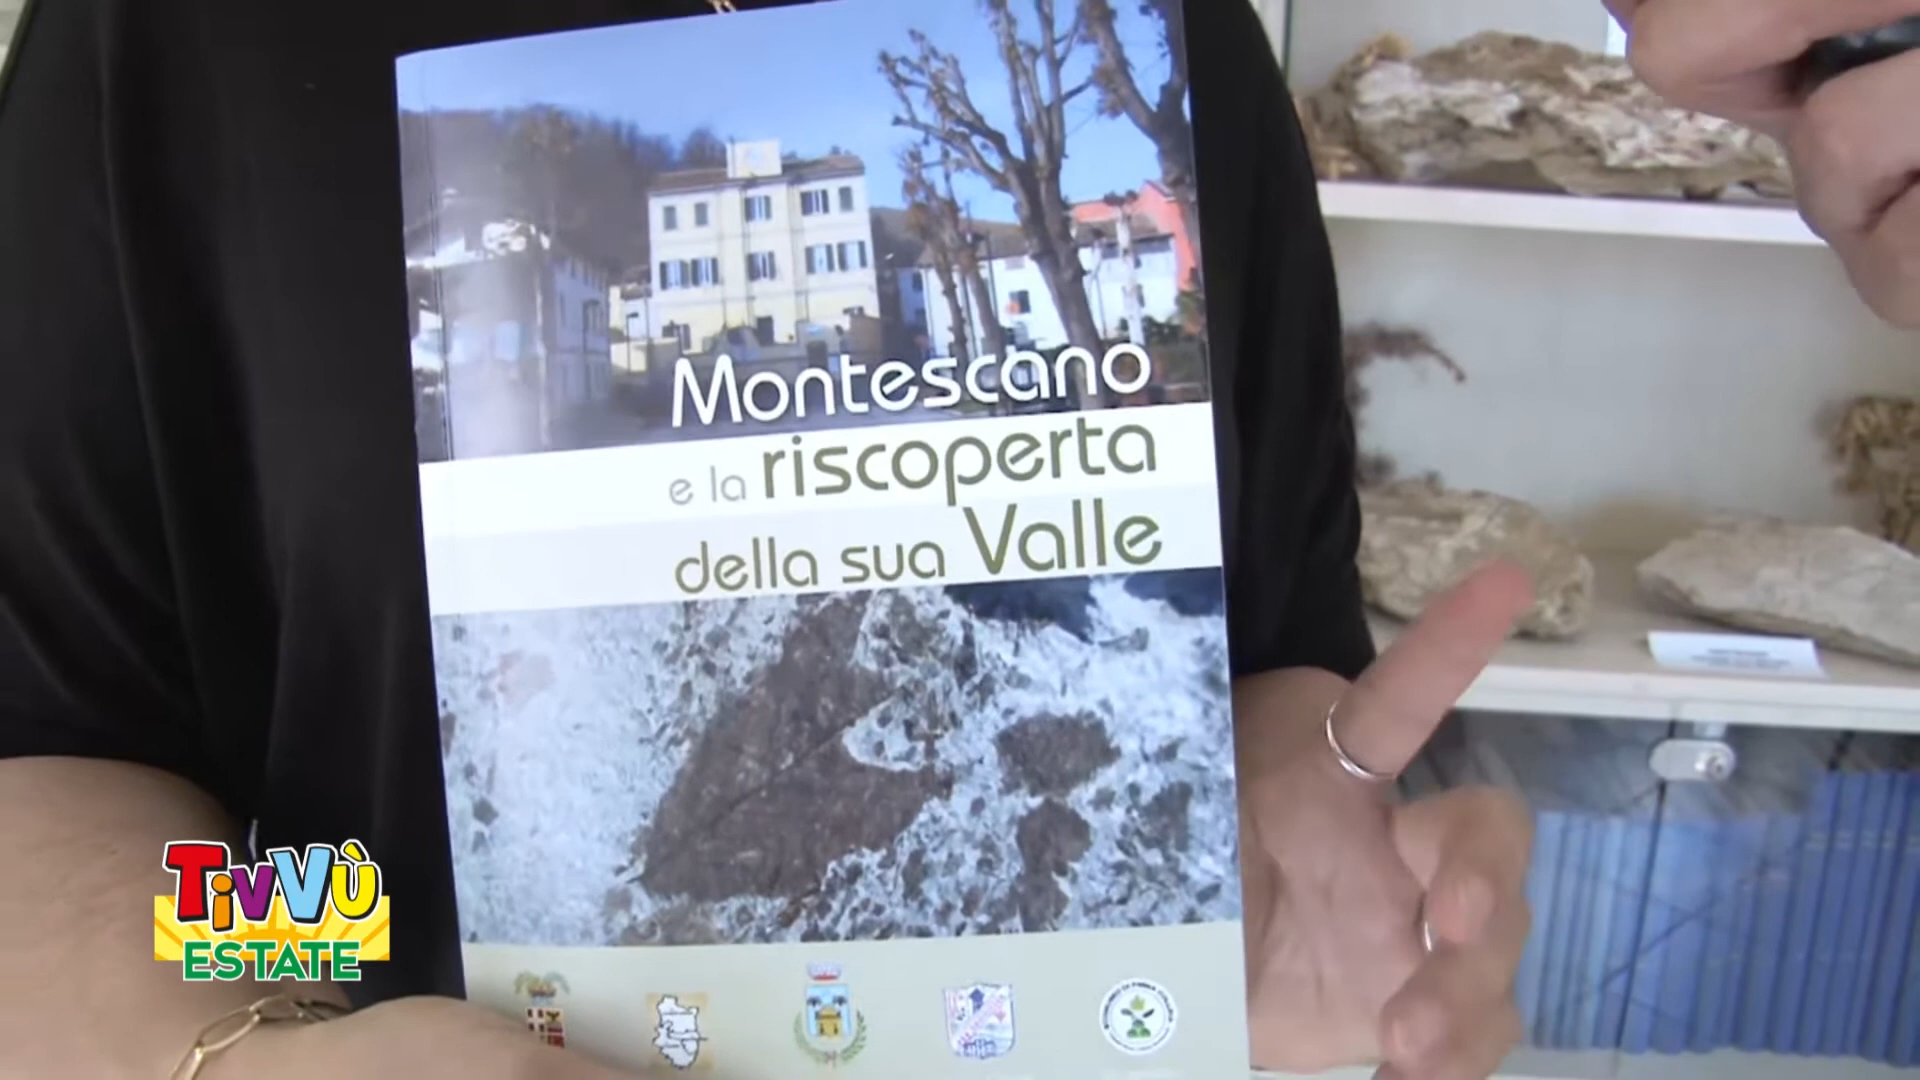 Montescano
e la riscoperta
della sua Valle
TiVVÙ
ESTATE